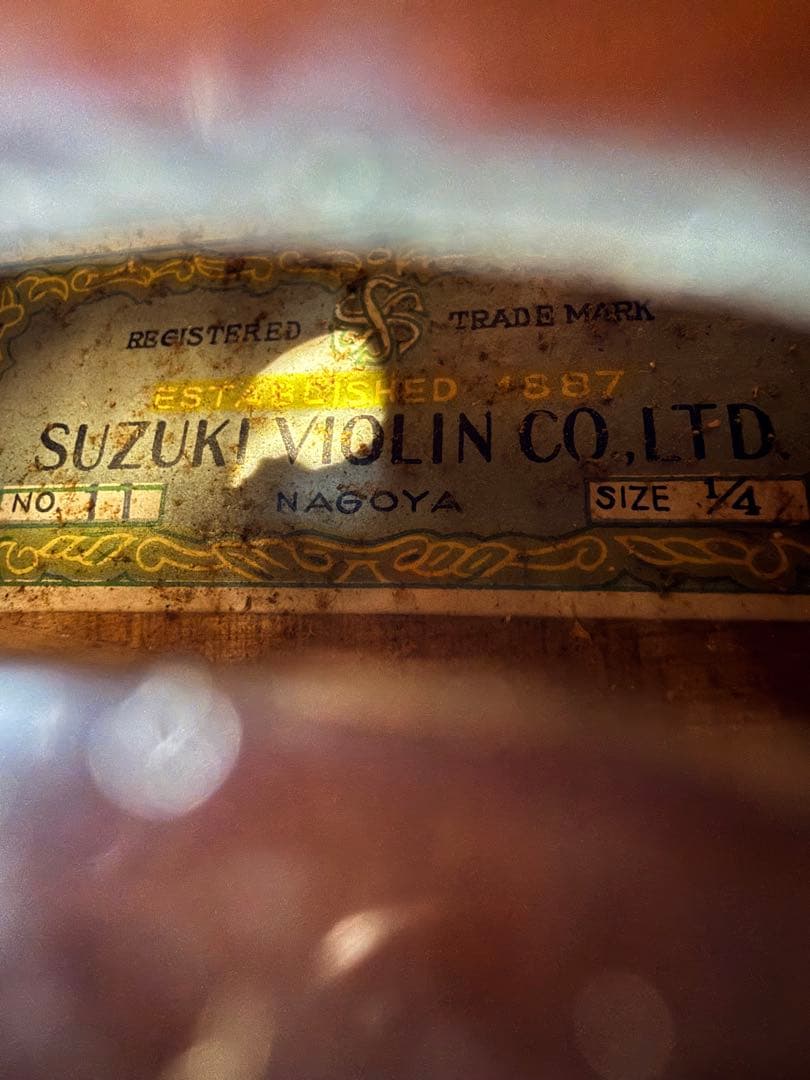 REGISTERED TRADE MARK
ESTABLISHED 1887
SUZUKI VIOLIN CO.,LTD.
NO. 11 NAGOYA SIZE 1/4